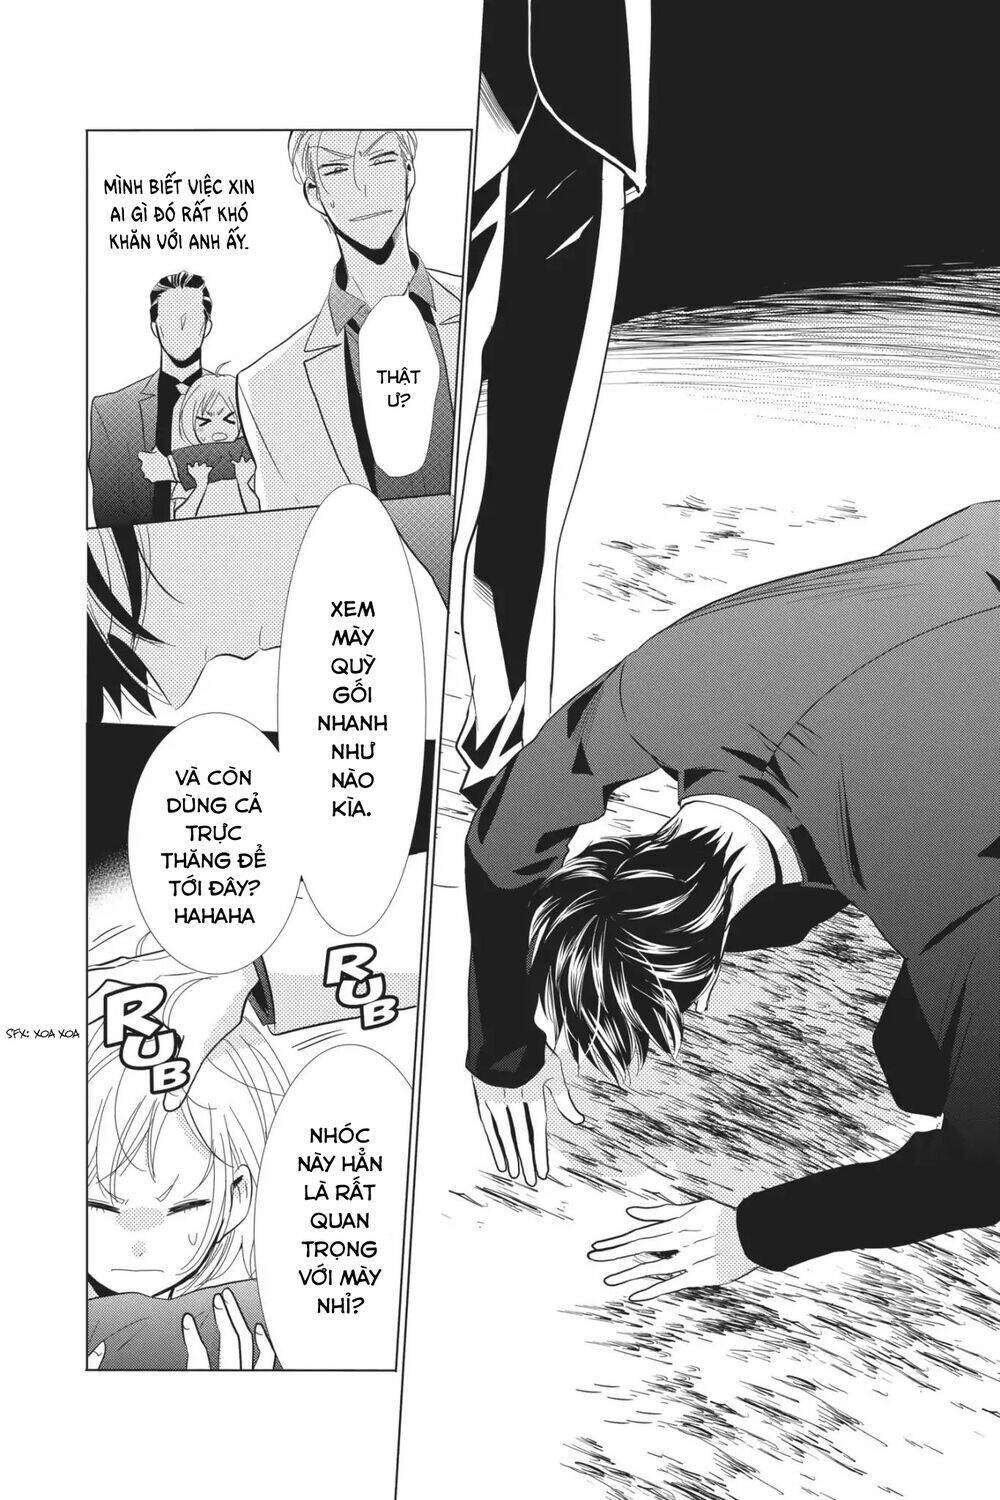 MÌNH BIẾT VIỆC XIN
AI GÌ ĐÓ RẤT KHÓ
KHĂN VỚI ANH ẤY.
THẬT
Ư?
XEM
MÀY
QUỲ
GỐI
NHANH
NHƯ
NÀO
KÌA.
VÀ CÒN
DÙNG CẢ
TRỰC
THĂNG ĐỂ
TỚI ĐÂY?
HAHAHA
RUB
RUB
SFX: XOA XOA
NHÓC
NÀY HẲN
LÀ RẤT
QUAN
TRỌNG
VỚI MÀY
NHỈ?